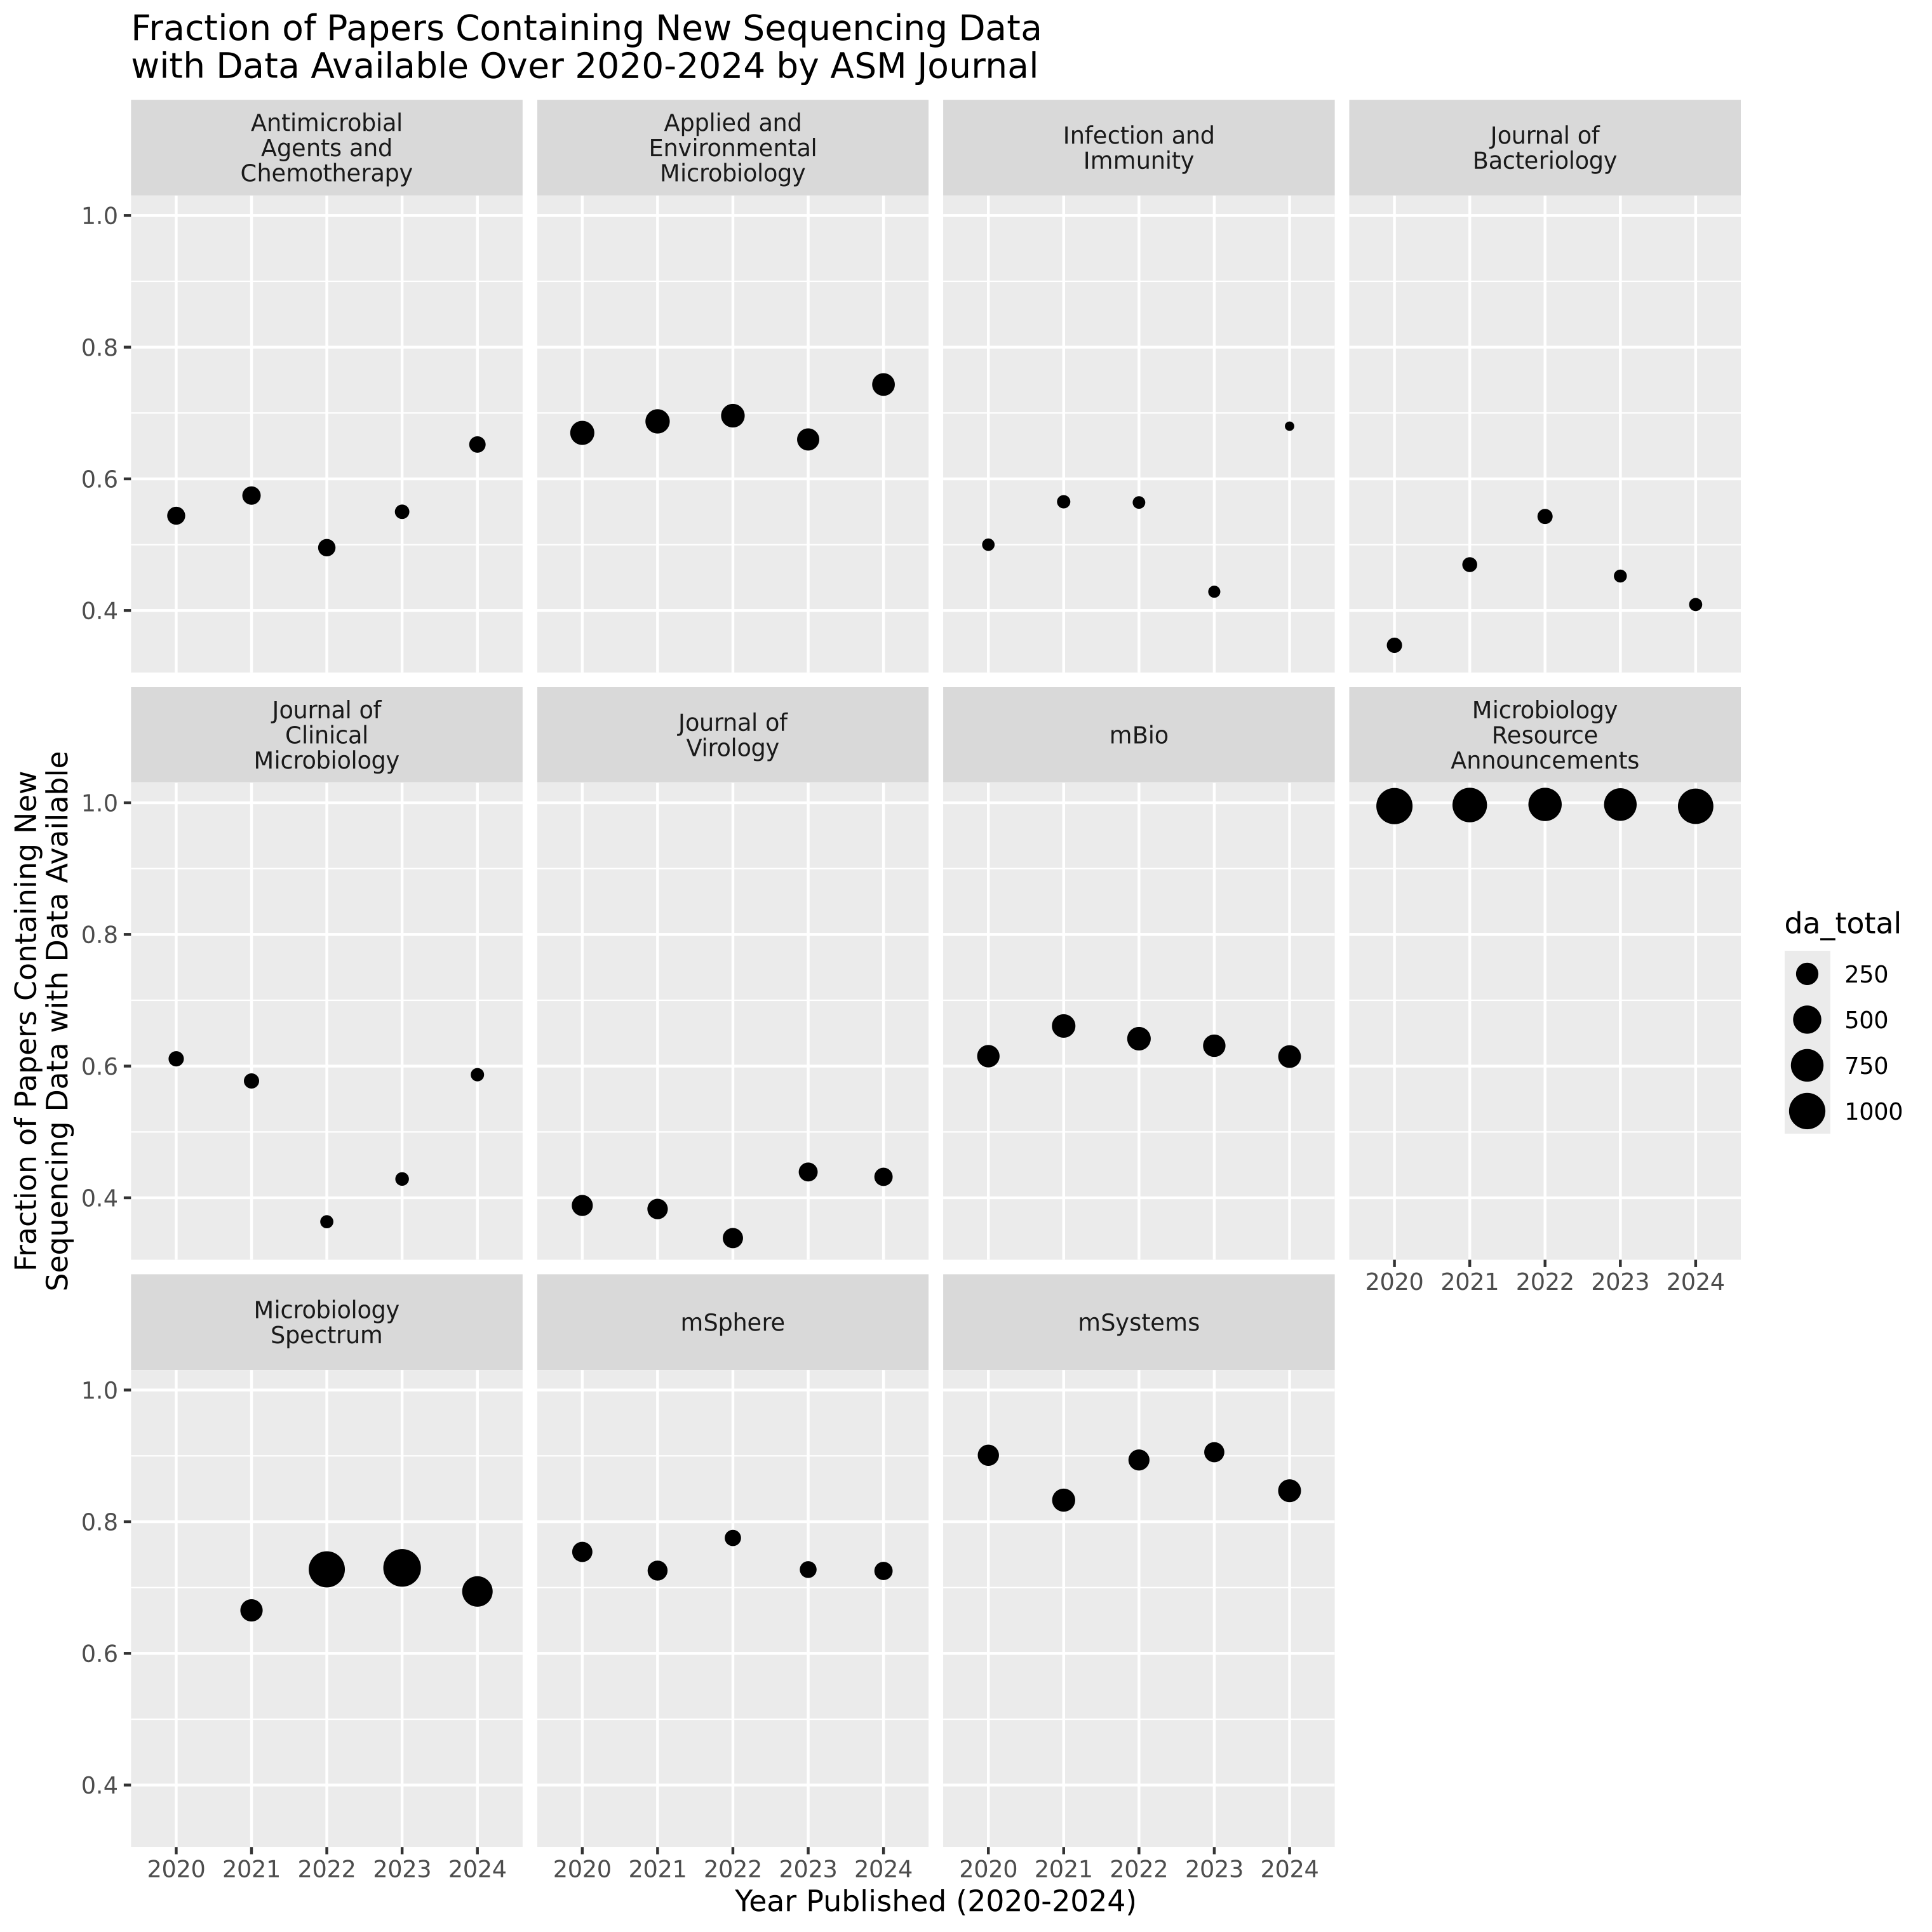 Fraction of Papers Containing New Sequencing Data
with Data Available Over 2020-2024 by ASM Journal
Antimicrobial
Agents and
Chemotherapy
Applied and
Environmental
Microbiology
Infection and
Immunity
Journal of
Bacteriology
1.0
0.8
0.6
0.4
Journal of
Clinical
Microbiology
Journal of
Virology
mBio
Microbiology
Resource
Announcements
1.0
0.8
0.6
0.4
2020 2021 2022 2023 2024
Microbiology
Spectrum
mSphere
mSystems
1.0
0.8
0.6
0.4
2020 2021 2022 2023 2024
2020 2021 2022 2023 2024
2020 2021 2022 2023 2024
Year Published (2020-2024)
Fraction of Papers Containing New
Sequencing Data with Data Available
da_total
250
500
750
1000